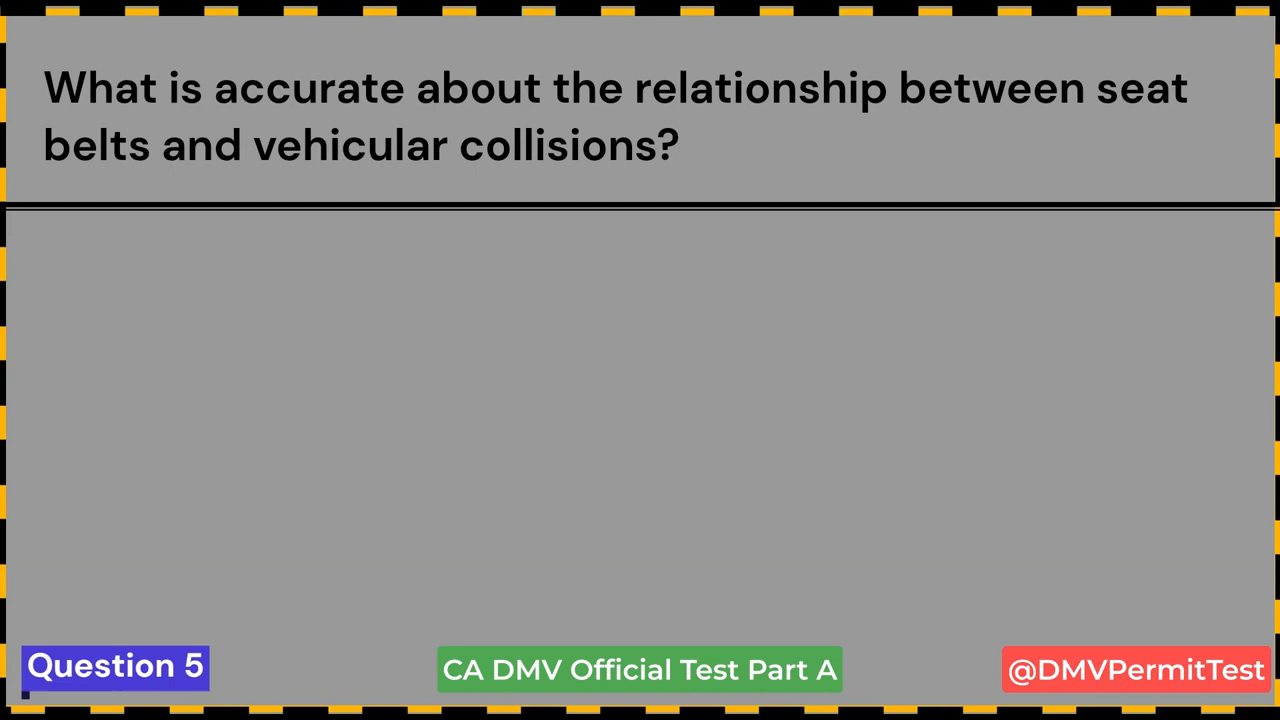 What is accurate about the relationship between seat
belts and vehicular collisions?
Question 5
CA DMV Official Test Part A
@DMVPermitTest